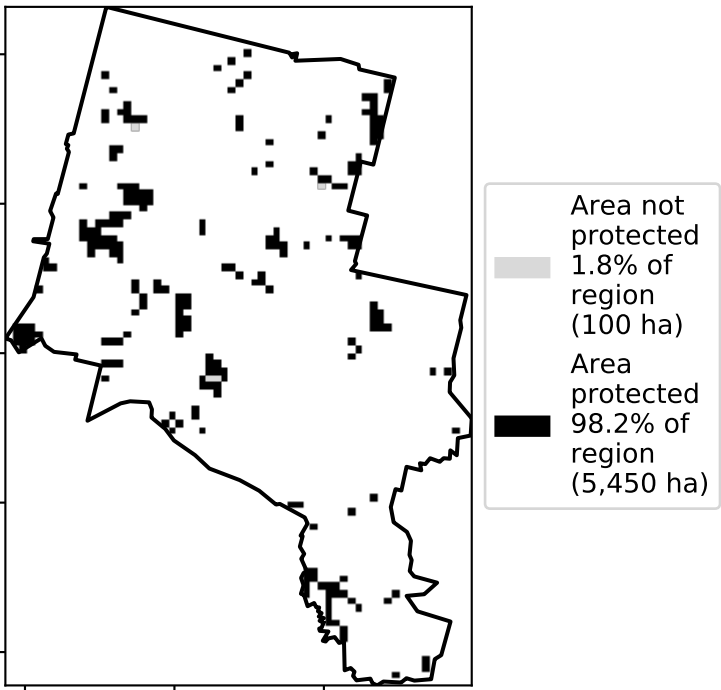 Area not
protected
1.8% of
region
(100 ha)
Area
protected
98.2% of
region
(5,450 ha)